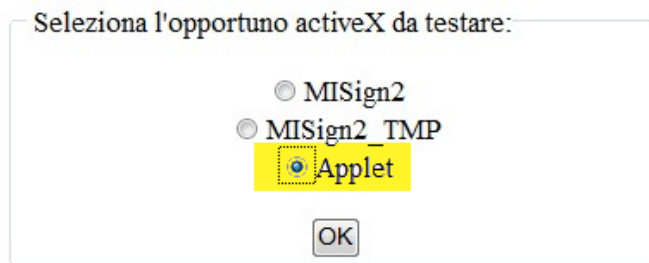 Seleziona l'opportuno activeX da testare:
MISign2
MISign2_TMP
Applet
OK